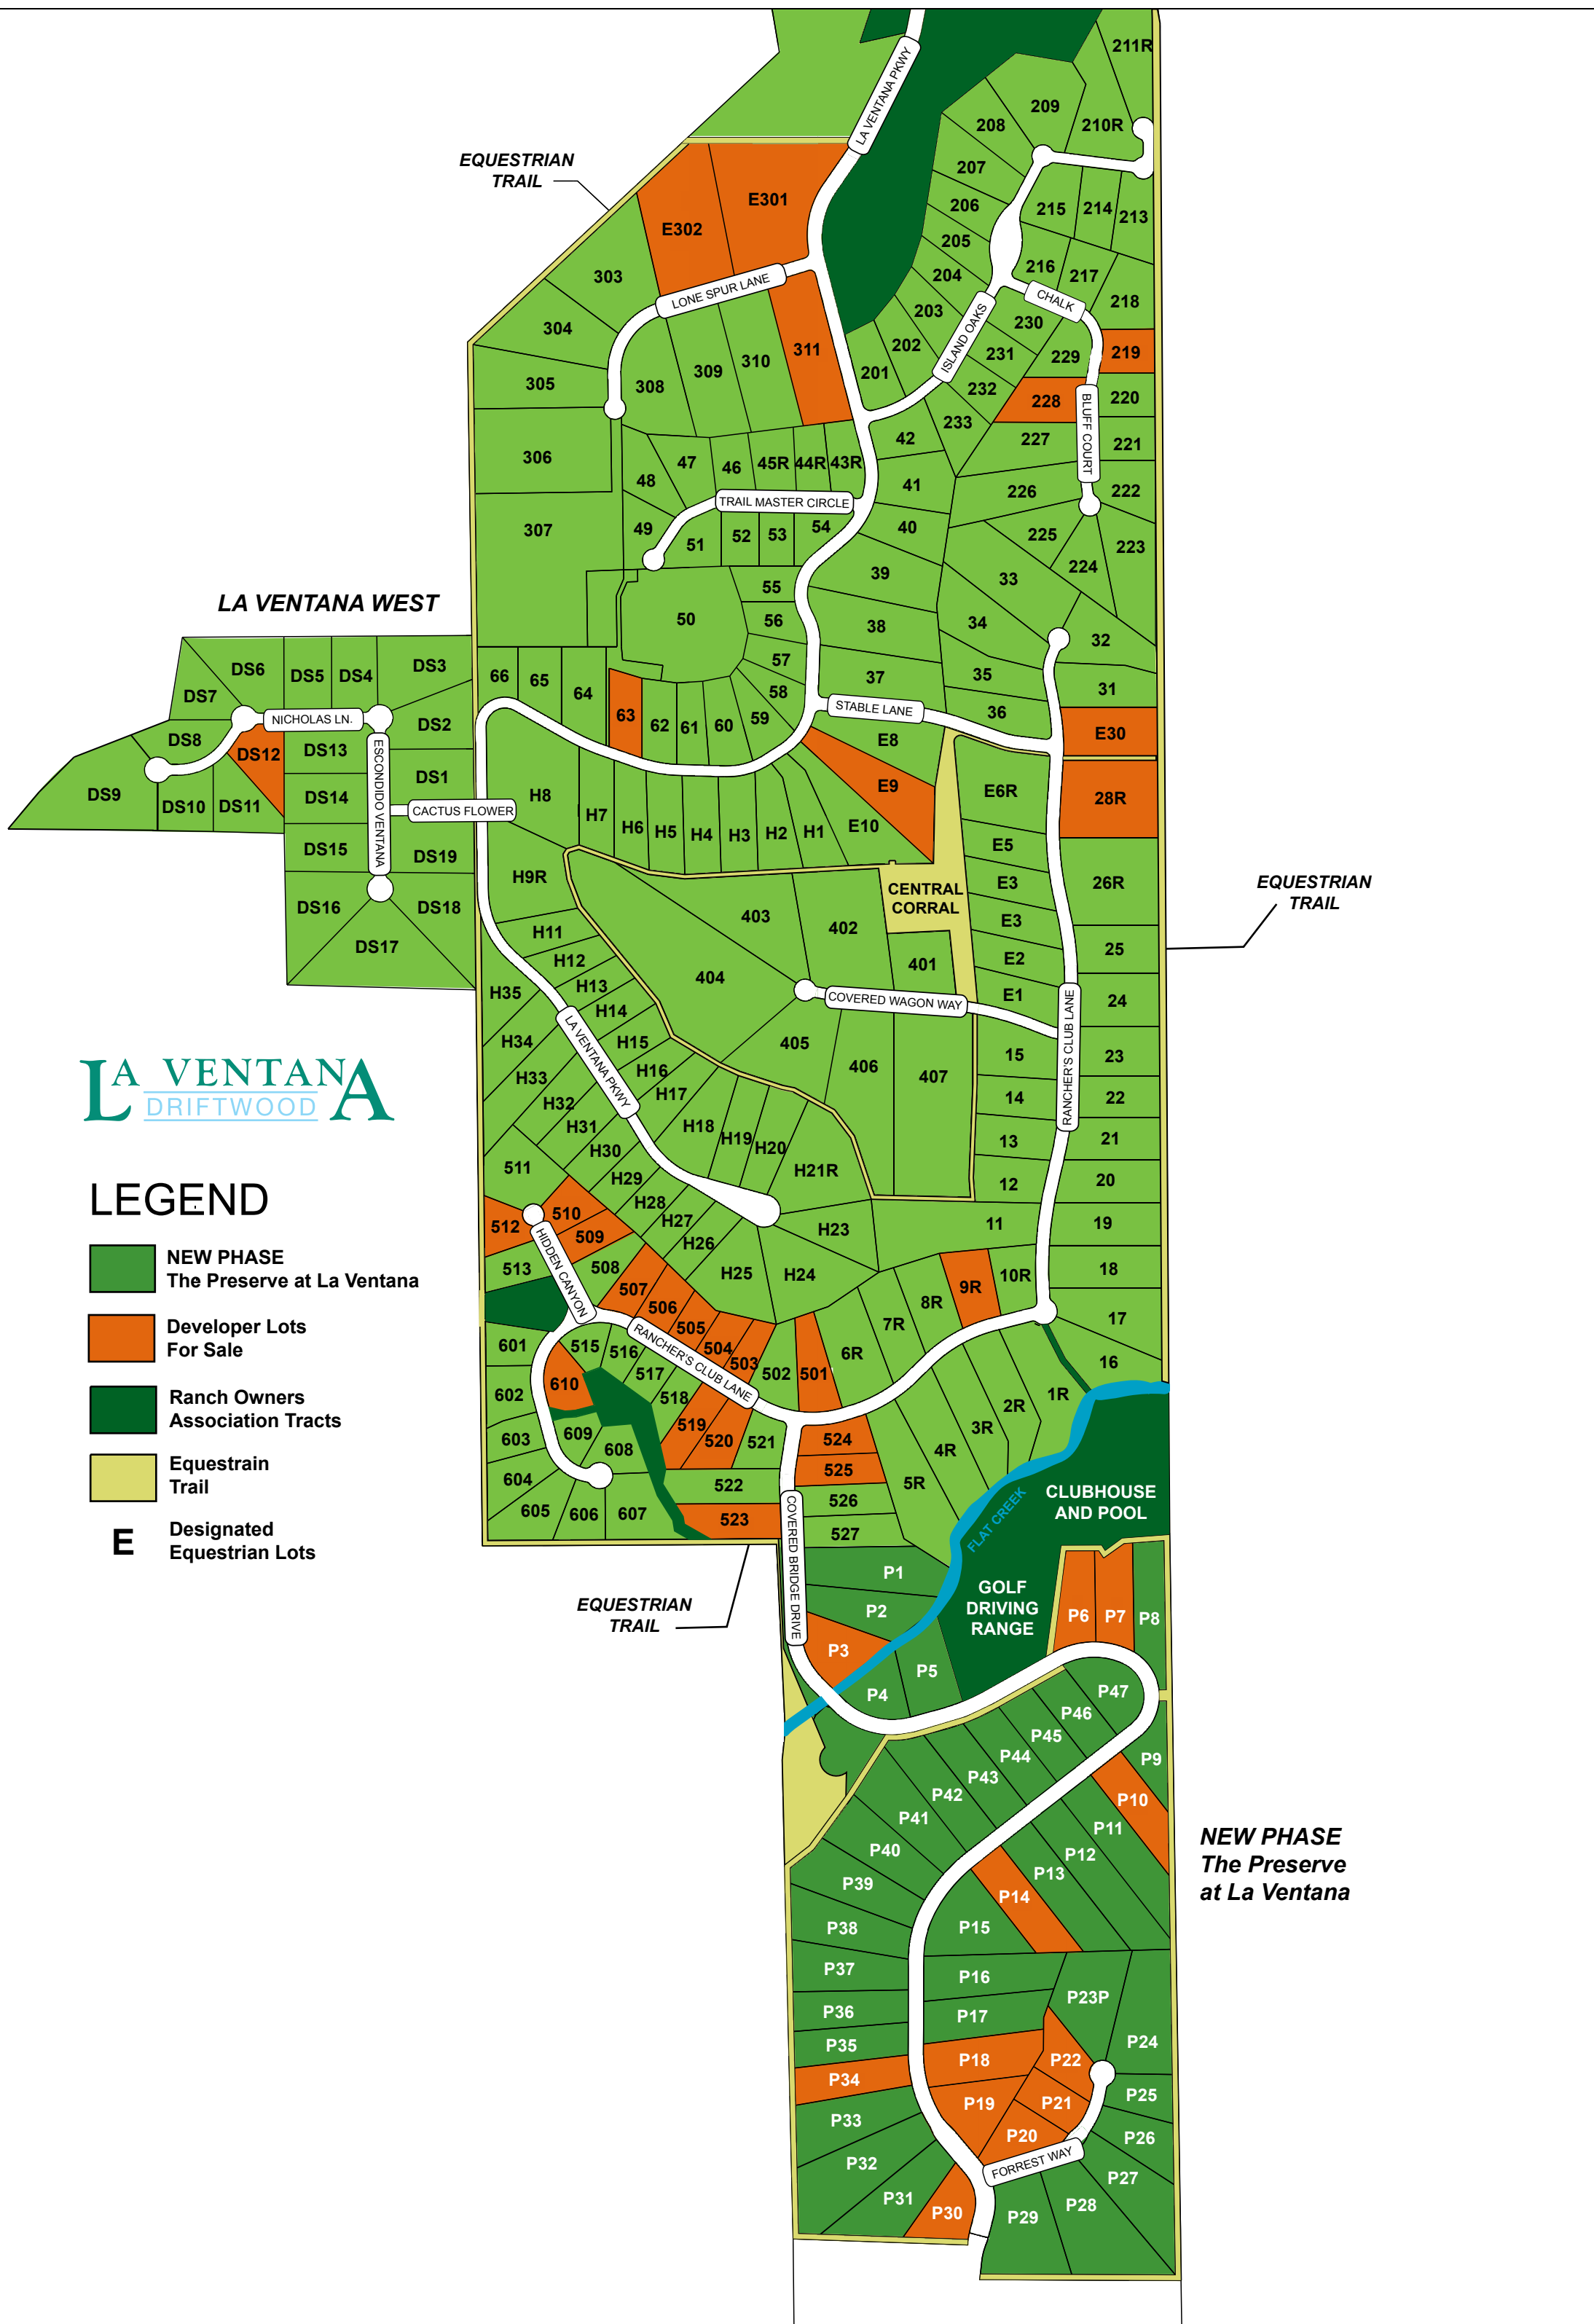 211R
LA VENTANA PKWY
209
208
210R
EQUESTRIAN
TRAIL
207
E301
206
215
214
213
E302
205
216
217
204
303
218
LONE SPUR LANE
CHALK
203
230
304
ISLAND OAKS
202
311
231
229
219
310
201
309
305
308
232
228
220
BLUFF COURT
233
42
227
221
306
47
46
45R
44R
43R
48
41
226
222
TRAIL MASTER CIRCLE
307
49
54
40
51
52
53
225
223
224
39
33
55
LA VENTANA WEST
50
56
38
34
32
57
DS6
DS5
DS4
DS3
66
65
64
58
37
35
31
DS7
STABLE LANE
36
63
62
61
60
59
NICHOLAS LN.
DS2
E8
E30
DS8
DS12
DS13
ESCONDIDO VENTANA
DS1
E9
E6R
28R
DS9
DS10
DS11
DS14
CACTUS FLOWER
H8
H7
H6
H5
H4
H3
H2
H1
E10
DS15
DS19
E5
H9R
E3
26R
EQUESTRIAN
TRAIL
CENTRAL
CORRAL
DS16
DS18
403
402
E3
H11
DS17
25
H12
E2
404
401
H13
H35
E1
24
COVERED WAGON WAY
H14
LA VENTANA PKWY
H34
H15
405
15
23
RANCHER'S CLUB LANE
406
H16
407
H33
H17
14
22
LA VENTANA
DRIFTWOOD
H32
H31
H18
H19
H20
13
21
H30
511
H21R
H29
12
20
LEGEND
H28
510
512
H27
H23
11
19
509
H26
HIDDEN CANYON
NEW PHASE
The Preserve at La Ventana
513
508
H25
H24
10R
18
507
9R
506
8R
7R
17
Developer Lots
For Sale
505
RANCHER'S CLUB LANE
601
515
516
504
503
6R
16
517
502
501
610
602
518
1R
Ranch Owners
Association Tracts
2R
519
3R
603
609
520
521
524
608
4R
525
Equestrain
Trail
604
522
5R
CLUBHOUSE
AND POOL
526
605
606
607
523
FLAT CREEK
527
COVERED BRIDGE DRIVE
E
Designated
Equestrian Lots
P1
GOLF
DRIVING
RANGE
EQUESTRIAN
TRAIL
P2
P6
P7
P8
P3
P5
P4
P47
P46
P45
P44
P9
P43
P42
P10
P41
P11
NEW PHASE
The Preserve
at La Ventana
P40
P12
P13
P39
P14
P38
P15
P37
P16
P23P
P36
P17
P35
P24
P18
P22
P34
P25
P19
P21
P33
P20
P26
FORREST WAY
P32
P27
P31
P28
P30
P29